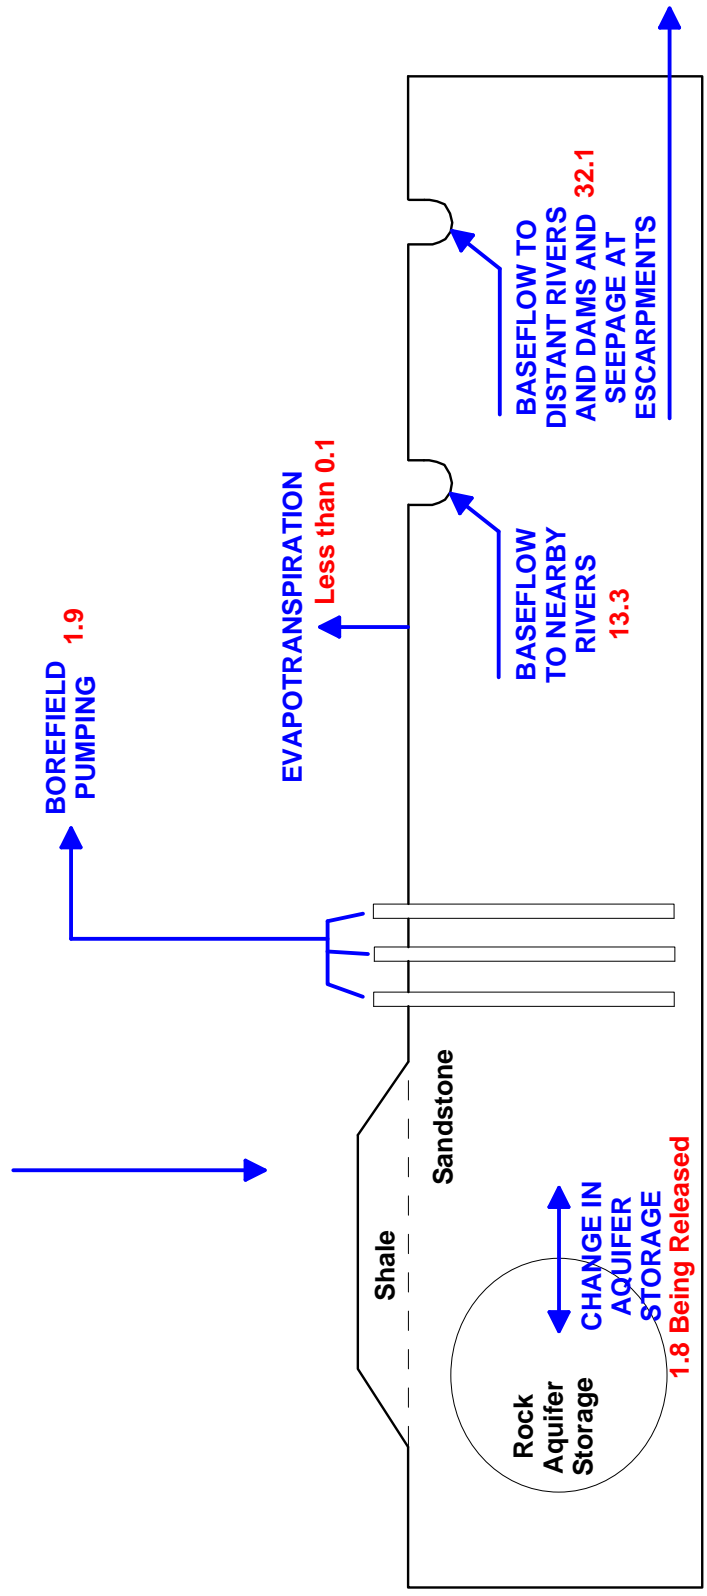 BOREFIELD
PUMPING
1.9
EVAPOTRANSPIRATION
Less than 0.1
Shale
Sandstone
Rock
Aquifer
Storage
CHANGE IN
AQUIFER
STORAGE
1.8 Being Released
BASEFLOW
TO NEARBY
RIVERS
13.3
BASEFLOW TO
DISTANT RIVERS
AND DAMS AND
SEEPAGE AT
ESCARPMENTS
32.1